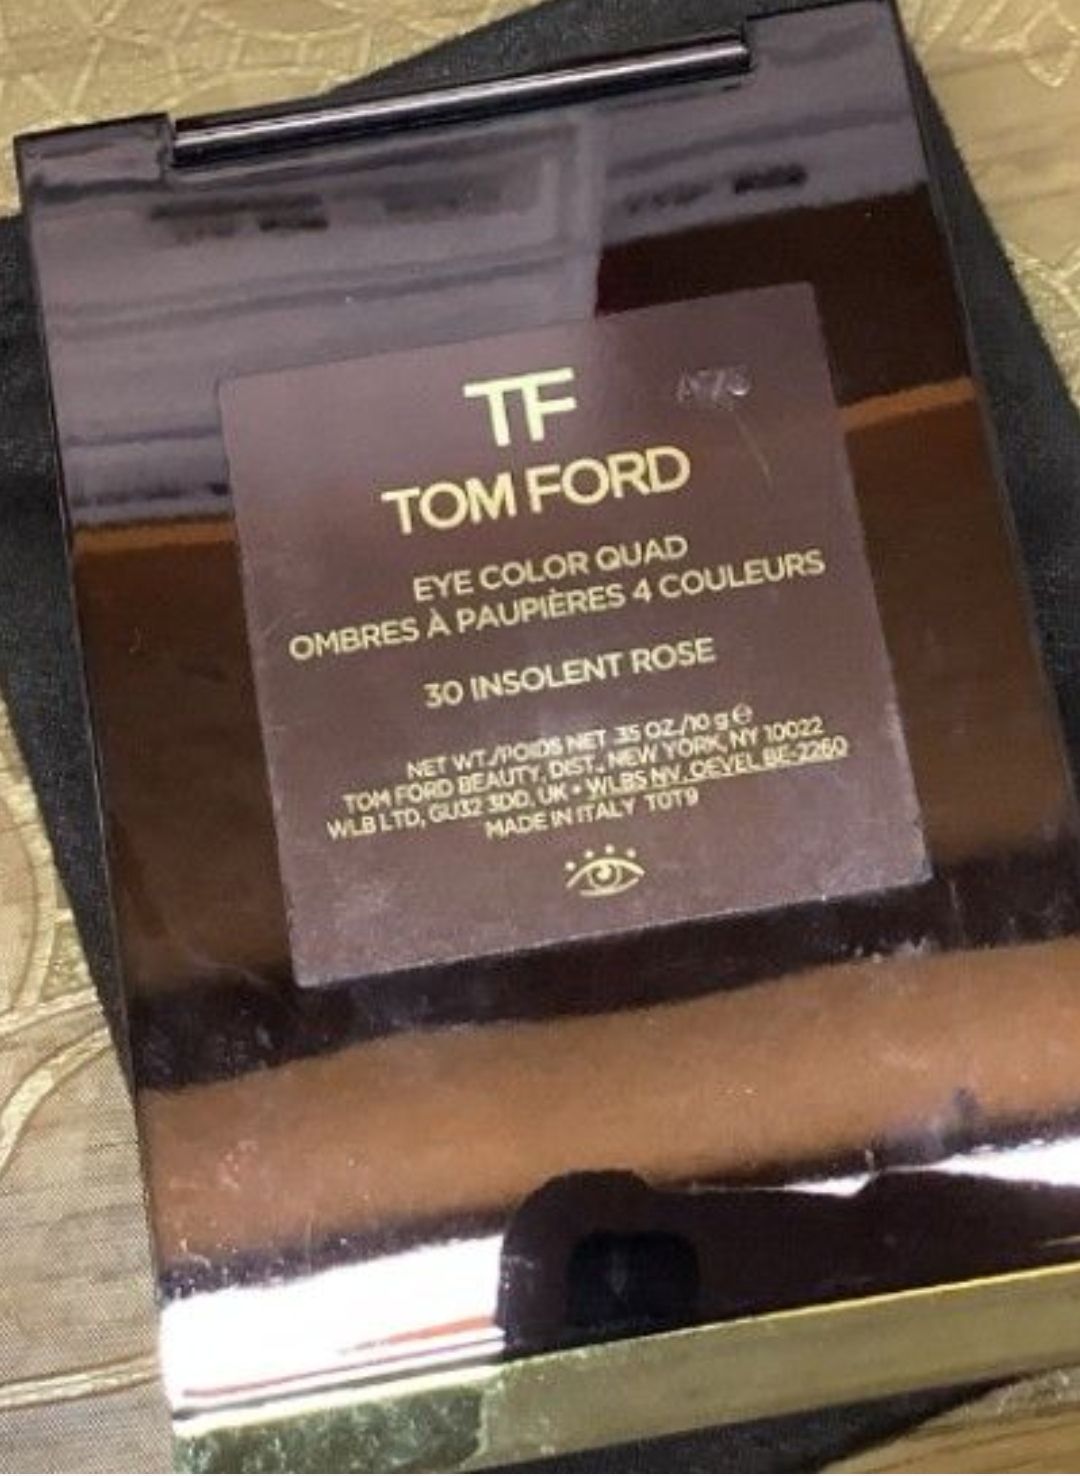 TF
TOM FORD
EYE COLOR QUAD
OMBRES À PAUPIÈRES 4 COULEURS
30 INSOLENT ROSE
NET WT./POIDS NET .35 OZ./10 g ℮
TOM FORD BEAUTY, DIST., NEW YORK, NY 10022
WLB LTD, GU32 3DD, UK • WLBS NV, OEVEL BE-2260
MADE IN ITALY T0T9